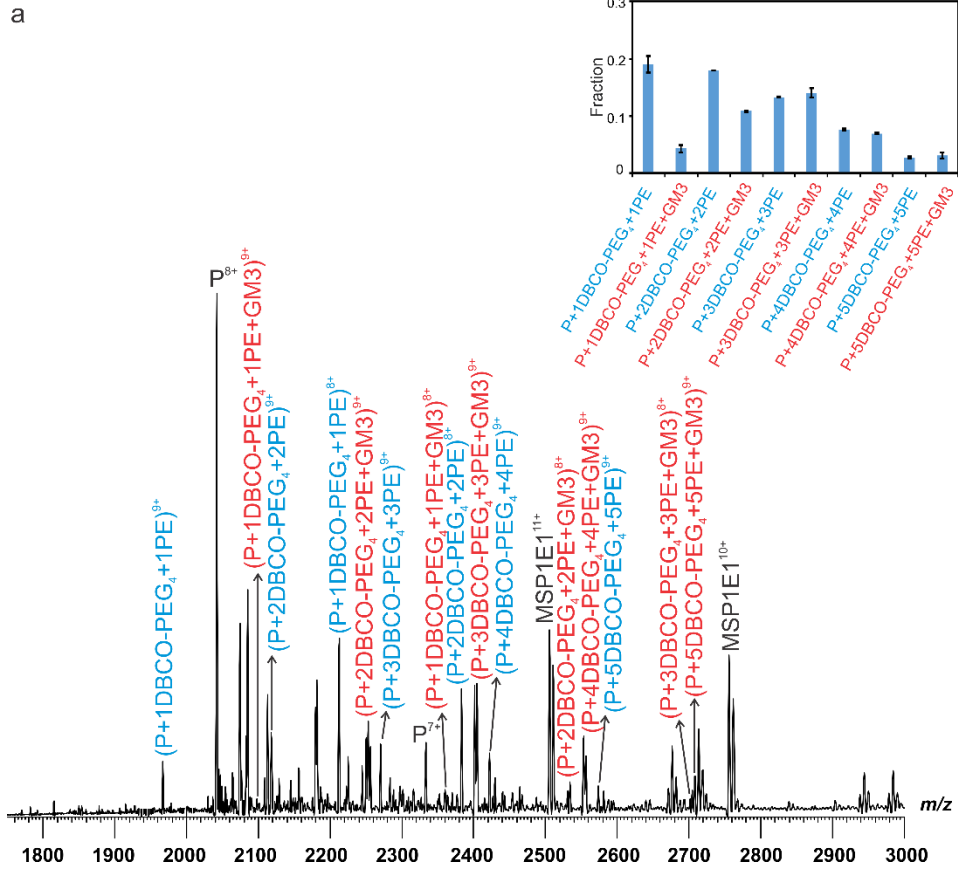 a
0.3
0.2
0.1
0
Fraction
P+1DBCO-PEG₄+1PE
P+1DBCO-PEG₄+1PE+GM3
P+2DBCO-PEG₄+2PE
P+2DBCO-PEG₄+2PE+GM3
P+3DBCO-PEG₄+3PE
P+3DBCO-PEG₄+3PE+GM3
P+4DBCO-PEG₄+4PE
P+4DBCO-PEG₄+4PE+GM3
P+5DBCO-PEG₄+5PE
P+5DBCO-PEG₄+5PE+GM3
(P+1DBCO-PEG₄+1PE)⁹⁺
P⁸⁺
(P+1DBCO-PEG₄+1PE+GM3)⁹⁺
(P+2DBCO-PEG₄+2PE)⁹⁺
(P+1DBCO-PEG₄+1PE)⁸⁺
(P+2DBCO-PEG₄+2PE+GM3)⁹⁺
(P+3DBCO-PEG₄+3PE)⁹⁺
P⁷⁺
(P+1DBCO-PEG₄+1PE+GM3)⁸⁺
(P+2DBCO-PEG₄+2PE)⁸⁺
(P+3DBCO-PEG₄+3PE+GM3)⁹⁺
(P+4DBCO-PEG₄+4PE)⁹⁺
MSP1E1¹¹⁺
(P+2DBCO-PEG₄+2PE+GM3)⁸⁺
(P+4DBCO-PEG₄+4PE+GM3)⁹⁺
(P+5DBCO-PEG₄+5PE)⁹⁺
(P+3DBCO-PEG₄+3PE+GM3)⁸⁺
(P+5DBCO-PEG₄+5PE+GM3)⁹⁺
MSP1E1¹⁰⁺
m/z
1800 1900 2000 2100 2200 2300 2400 2500 2600 2700 2800 2900 3000